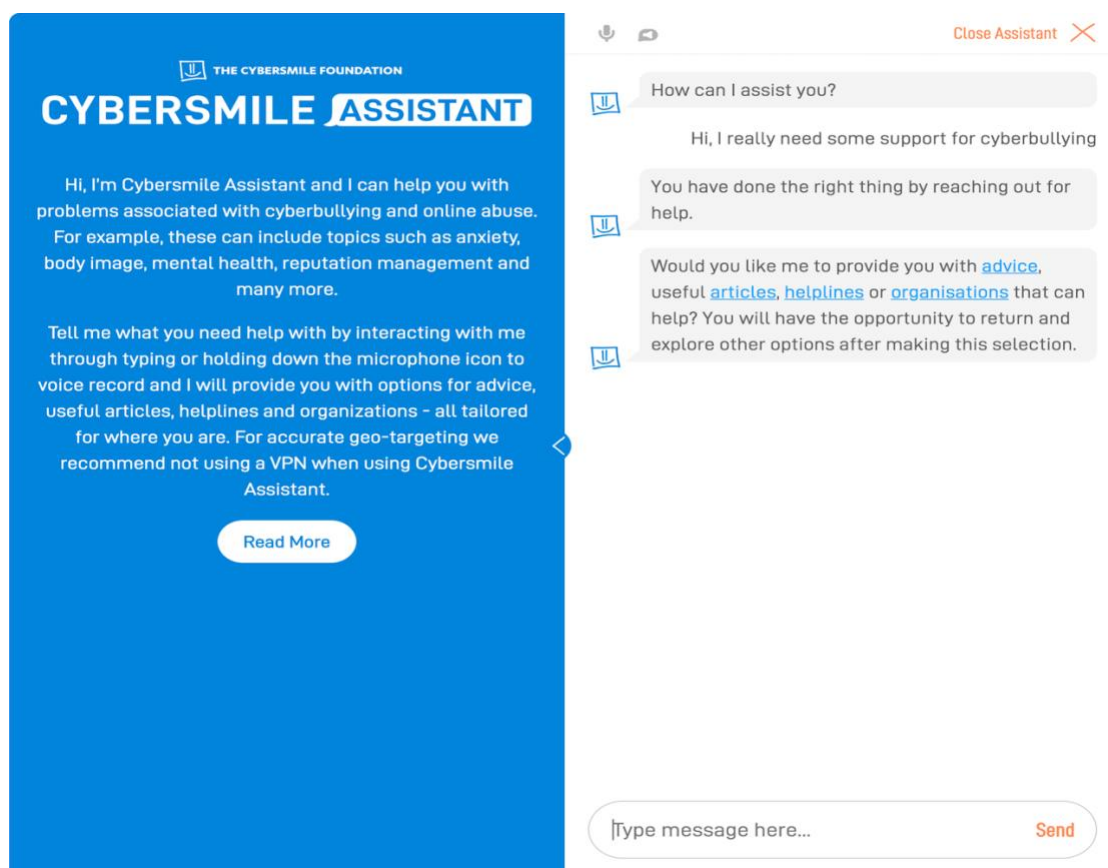 THE CYBERSMILE FOUNDATION
CYBERSMILE ASSISTANT
Hi, I'm Cybersmile Assistant and I can help you with
problems associated with cyberbullying and online abuse.
For example, these can include topics such as anxiety,
body image, mental health, reputation management and
many more.
Tell me what you need help with by interacting with me
through typing or holding down the microphone icon to
voice record and I will provide you with options for advice,
useful articles, helplines and organizations - all tailored
for where you are. For accurate geo-targeting we
recommend not using a VPN when using Cybersmile
Assistant.
Read More
Close Assistant
How can I assist you?
Hi, I really need some support for cyberbullying
You have done the right thing by reaching out for
help.
Would you like me to provide you with advice,
useful articles, helplines or organisations that can
help? You will have the opportunity to return and
explore other options after making this selection.
Type message here...
Send